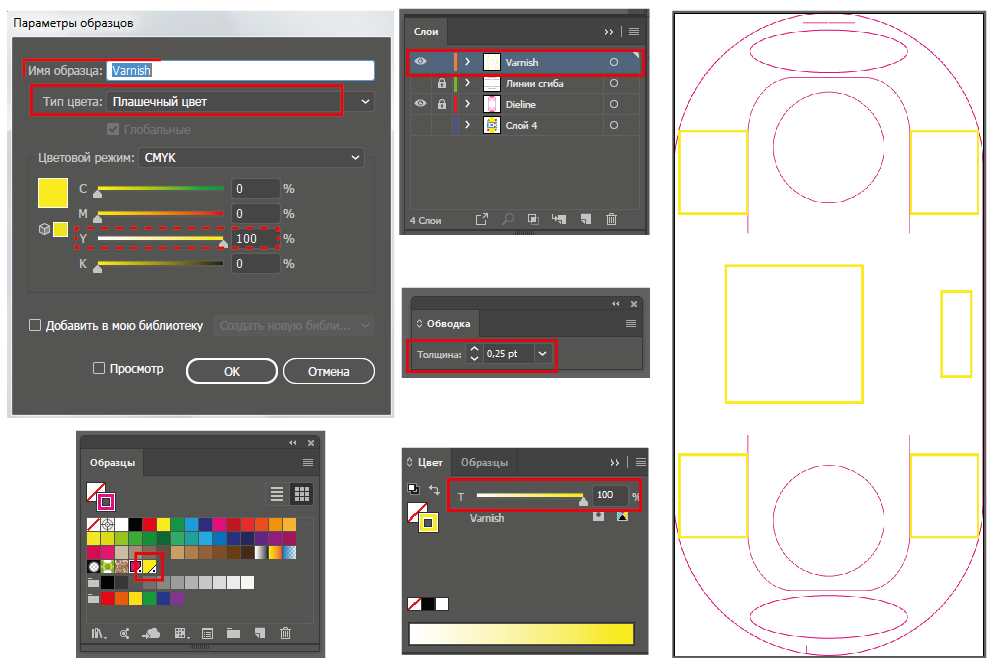 Параметры образцов
Имя образца: Varnish
Тип цвета: Плашечный цвет
Глобальные
Цветовой режим: CMYK
C 0 %
M 0 %
Y 100 %
K 0 %
Добавить в мою библиотеку Создать новую библи...
Просмотр OK Отмена
Слои
Varnish
Линии сгиба
Dieline
Слой 4
4 Слои
Обводка
Толщина: 0,25 pt
Образцы
Цвет Образцы
T 100 %
Varnish